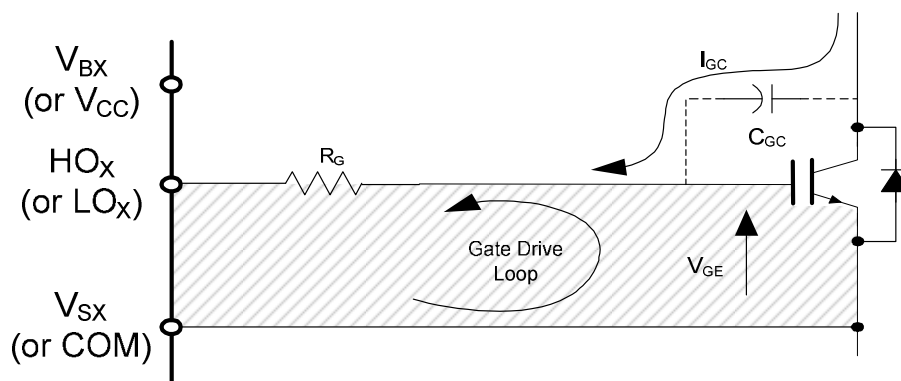 V_BX
(or V_CC)
I_GC
C_GC
HO_X
(or LO_X)
R_G
Gate Drive
Loop
V_GE
V_SX
(or COM)